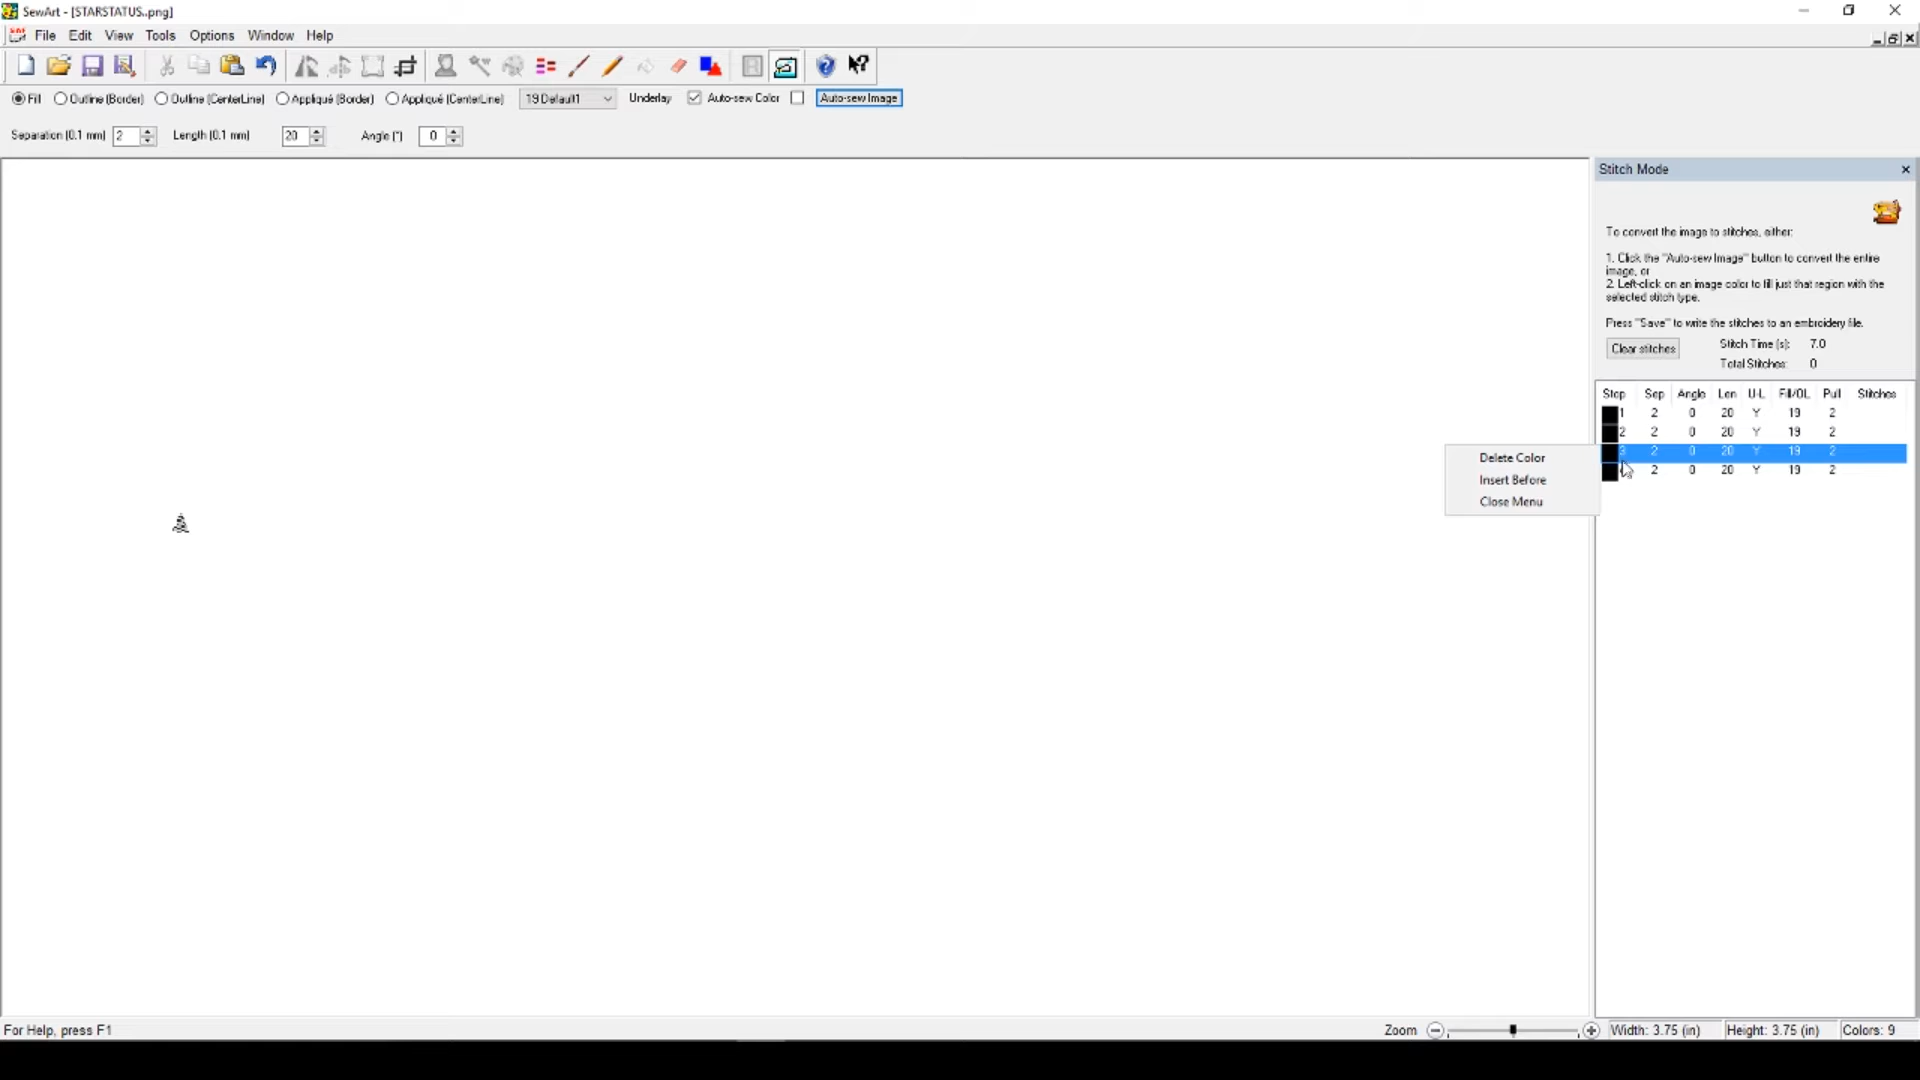 SewArt - [STARSTATUS..png]
File Edit View Tools Options Window Help
Fill Outline (Border) Outline (CenterLine) Appliqué (Border) Appliqué (CenterLine) 19 Default1 Underlay Auto-sew Color Auto-sew Image
Separation (0.1 mm) 2 Length (0.1 mm) 20 Angle (°) 0
Stitch Mode
To convert the image to stitches, either:
1. Click the "Auto-sew Image" button to convert the entire
image, or
2. Left-click on an image color to fill just that region with the
selected stitch type.
Press "Save" to write the stitches to an embroidery file.
Clear stitches Stitch Time (s): 7.0
Total Stitches: 0
Stop Sep Angle Len U-L Fill/OL Pull Stitches
1 2 0 20 Y 19 2
2 2 0 20 Y 19 2
3 2 0 20 Y 19 2
2 0 20 Y 19 2
Delete Color
Insert Before
Close Menu
For Help, press F1
Zoom Width: 3.75 (in) Height: 3.75 (in) Colors: 9